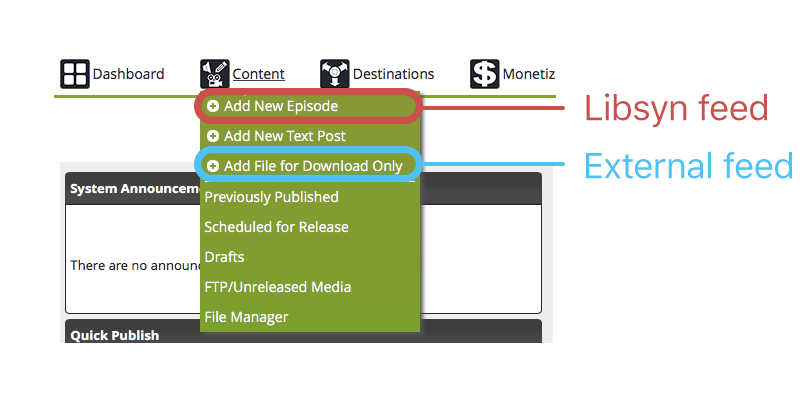 Dashboard Content Destinations Monetiz
Add New Episode
Libsyn feed
Add New Text Post
Add File for Download Only
External feed
System Announcem
Previously Published
Scheduled for Release
Drafts
There are no announc
FTP/Unreleased Media
File Manager
Quick Publish